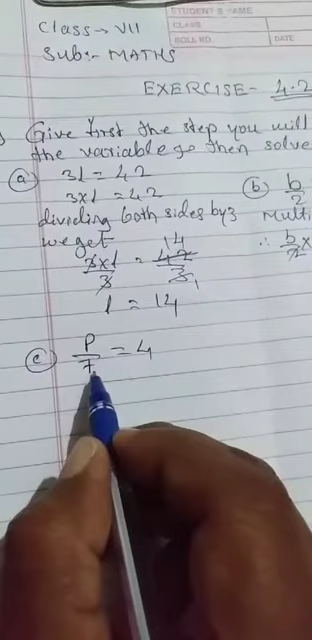 STUDENT'S NAME
CLASS
ROLL NO. DATE
Class → VII
Sub:- MATHS
EXERCISE - 4.2
Give first the step you will
the variable & then solve
(a) 3l = 42
3×l = 42
dividing both sides by 3
we get
3×l/3 = 42/3 14 1
l = 14
(b) b/2
Multi
∴ b/2 ×
(c) P/7 = 4